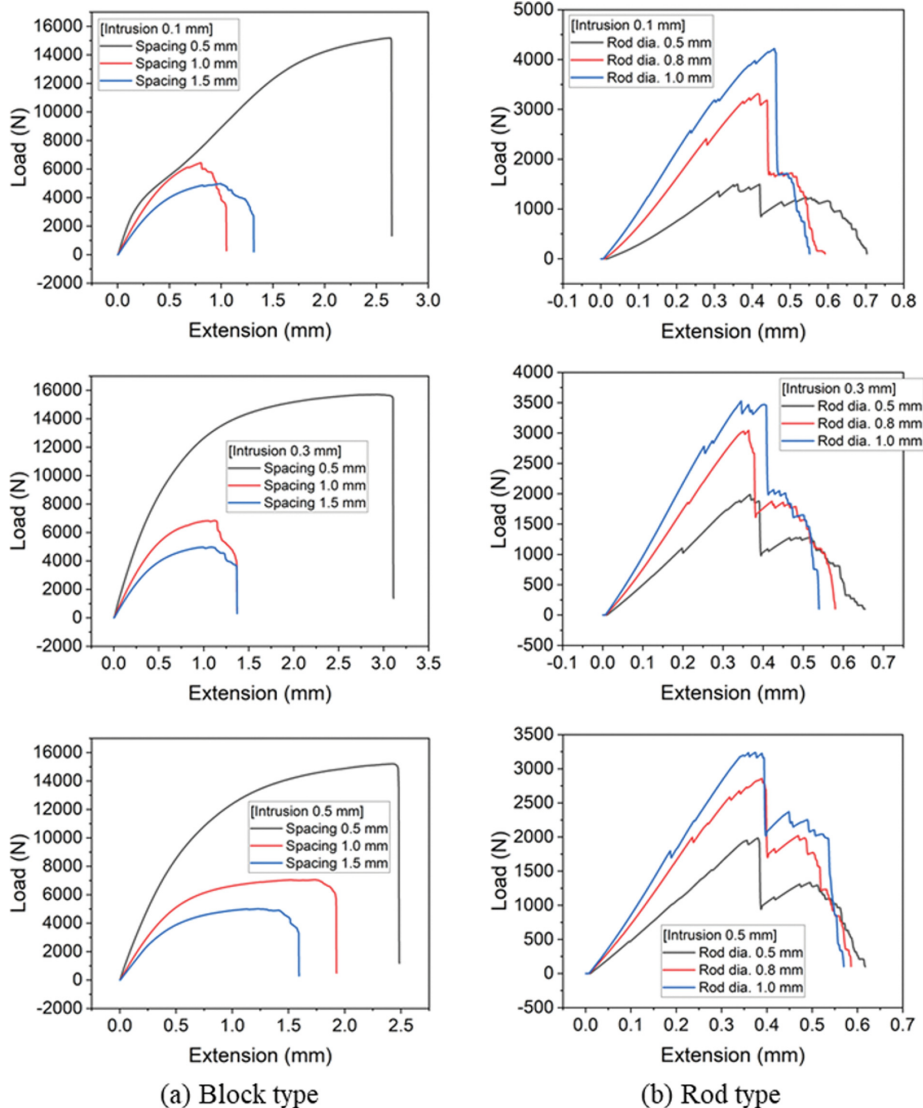 [Intrusion 0.1 mm]
Spacing 0.5 mm
Spacing 1.0 mm
Spacing 1.5 mm
Load (N)
16000
14000
12000
10000
8000
6000
4000
2000
0
-2000
0.0 0.5 1.0 1.5 2.0 2.5 3.0
Extension (mm)
[Intrusion 0.1 mm]
Rod dia. 0.5 mm
Rod dia. 0.8 mm
Rod dia. 1.0 mm
Load (N)
5000
4000
3000
2000
1000
0
-0.1 0.0 0.1 0.2 0.3 0.4 0.5 0.6 0.7 0.8
Extension (mm)
[Intrusion 0.3 mm]
Spacing 0.5 mm
Spacing 1.0 mm
Spacing 1.5 mm
Load (N)
16000
14000
12000
10000
8000
6000
4000
2000
0
-2000
0.0 0.5 1.0 1.5 2.0 2.5 3.0 3.5
Extension (mm)
[Intrusion 0.3 mm]
Rod dia. 0.5 mm
Rod dia. 0.8 mm
Rod dia. 1.0 mm
Load (N)
4000
3500
3000
2500
2000
1500
1000
500
0
-500
-0.1 0.0 0.1 0.2 0.3 0.4 0.5 0.6 0.7
Extension (mm)
[Intrusion 0.5 mm]
Spacing 0.5 mm
Spacing 1.0 mm
Spacing 1.5 mm
Load (N)
16000
14000
12000
10000
8000
6000
4000
2000
0
-2000
0.0 0.5 1.0 1.5 2.0 2.5
Extension (mm)
[Intrusion 0.5 mm]
Rod dia. 0.5 mm
Rod dia. 0.8 mm
Rod dia. 1.0 mm
Load (N)
3500
3000
2500
2000
1500
1000
500
0
-500
0.0 0.1 0.2 0.3 0.4 0.5 0.6 0.7
Extension (mm)
(a) Block type
(b) Rod type